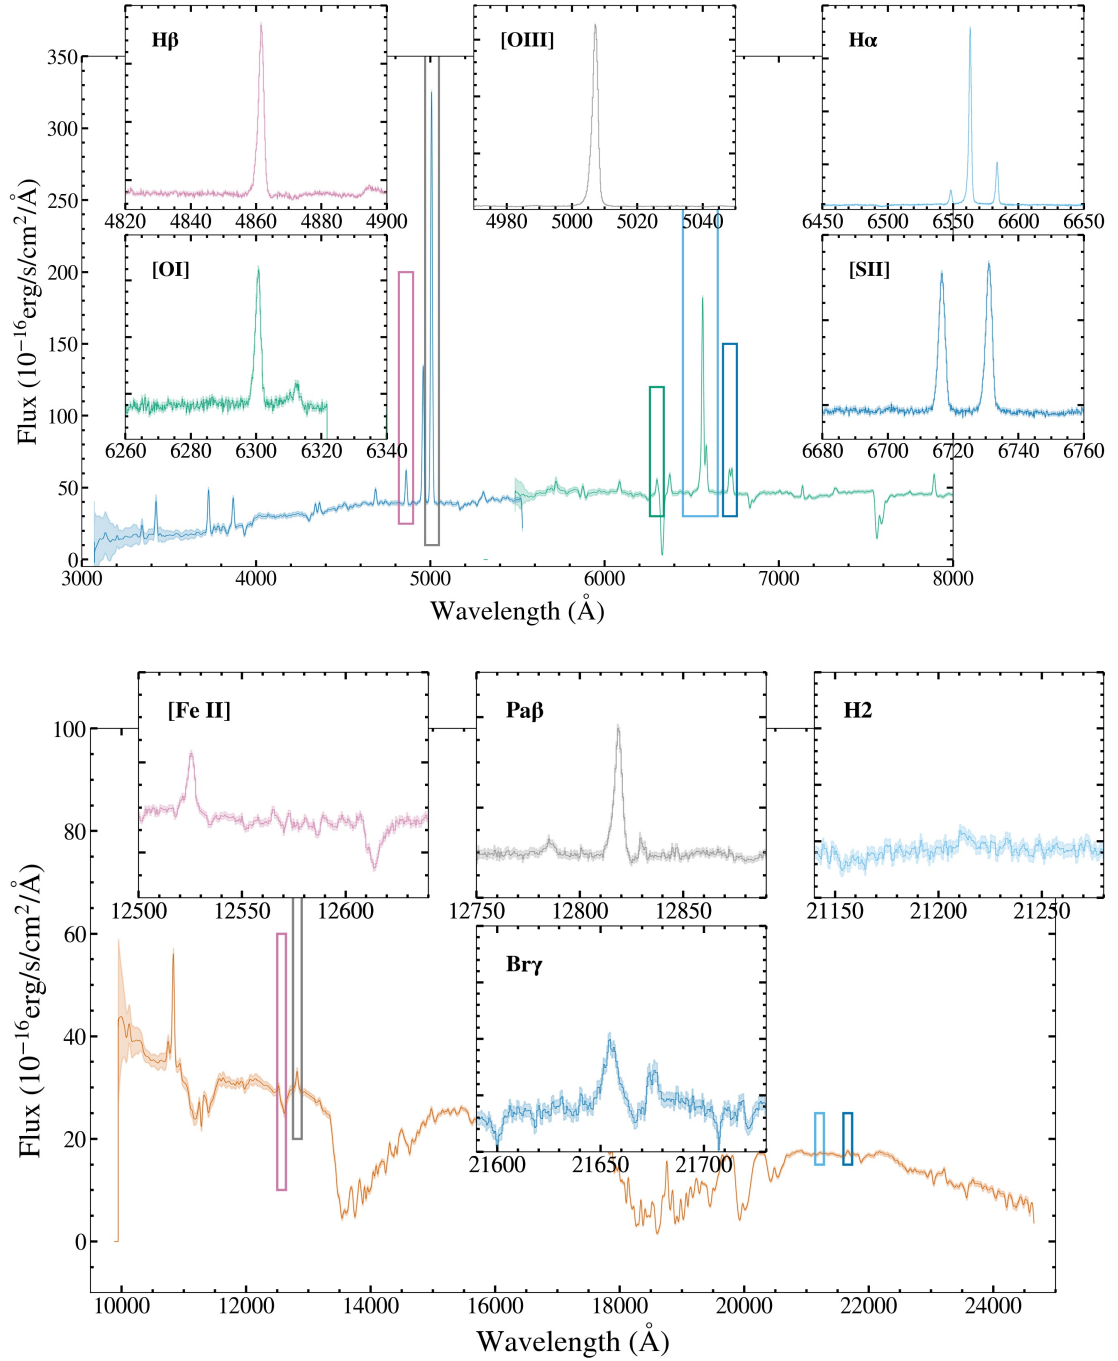 Hβ
[OIII]
Hα
4820 4840 4860 4880 4900
4980 5000 5020 5040
6450 6500 6550 6600 6650
[OI]
[SII]
6260 6280 6300 6320 6340
6680 6700 6720 6740 6760
350
300
250
200
150
100
50
0
Flux (10−16erg/s/cm2/Å)
3000 4000 5000 6000 7000 8000
Wavelength (Å)
[Fe II]
Paβ
H2
12500 12550 12600
12750 12800 12850
21150 21200 21250
Brγ
21600 21650 21700
100
80
60
40
20
0
Flux (10−16erg/s/cm2/Å)
10000 12000 14000 16000 18000 20000 22000 24000
Wavelength (Å)